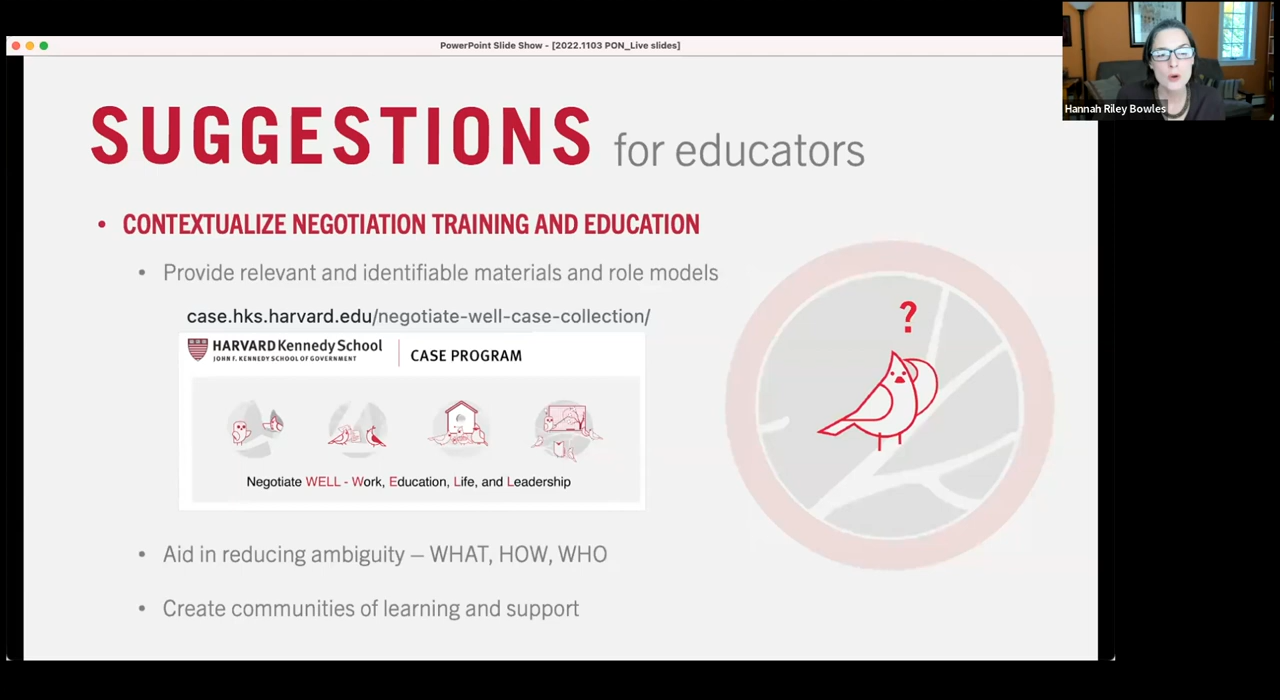 PowerPoint Slide Show - [2022.1103 PON_Live slides]
Hannah Riley Bowles
SUGGESTIONS for educators
• CONTEXTUALIZE NEGOTIATION TRAINING AND EDUCATION
• Provide relevant and identifiable materials and role models
case.hks.harvard.edu/negotiate-well-case-collection/
HARVARD Kennedy School
JOHN F. KENNEDY SCHOOL OF GOVERNMENT
CASE PROGRAM
Negotiate WELL - Work, Education, Life, and Leadership
?
• Aid in reducing ambiguity – WHAT, HOW, WHO
• Create communities of learning and support